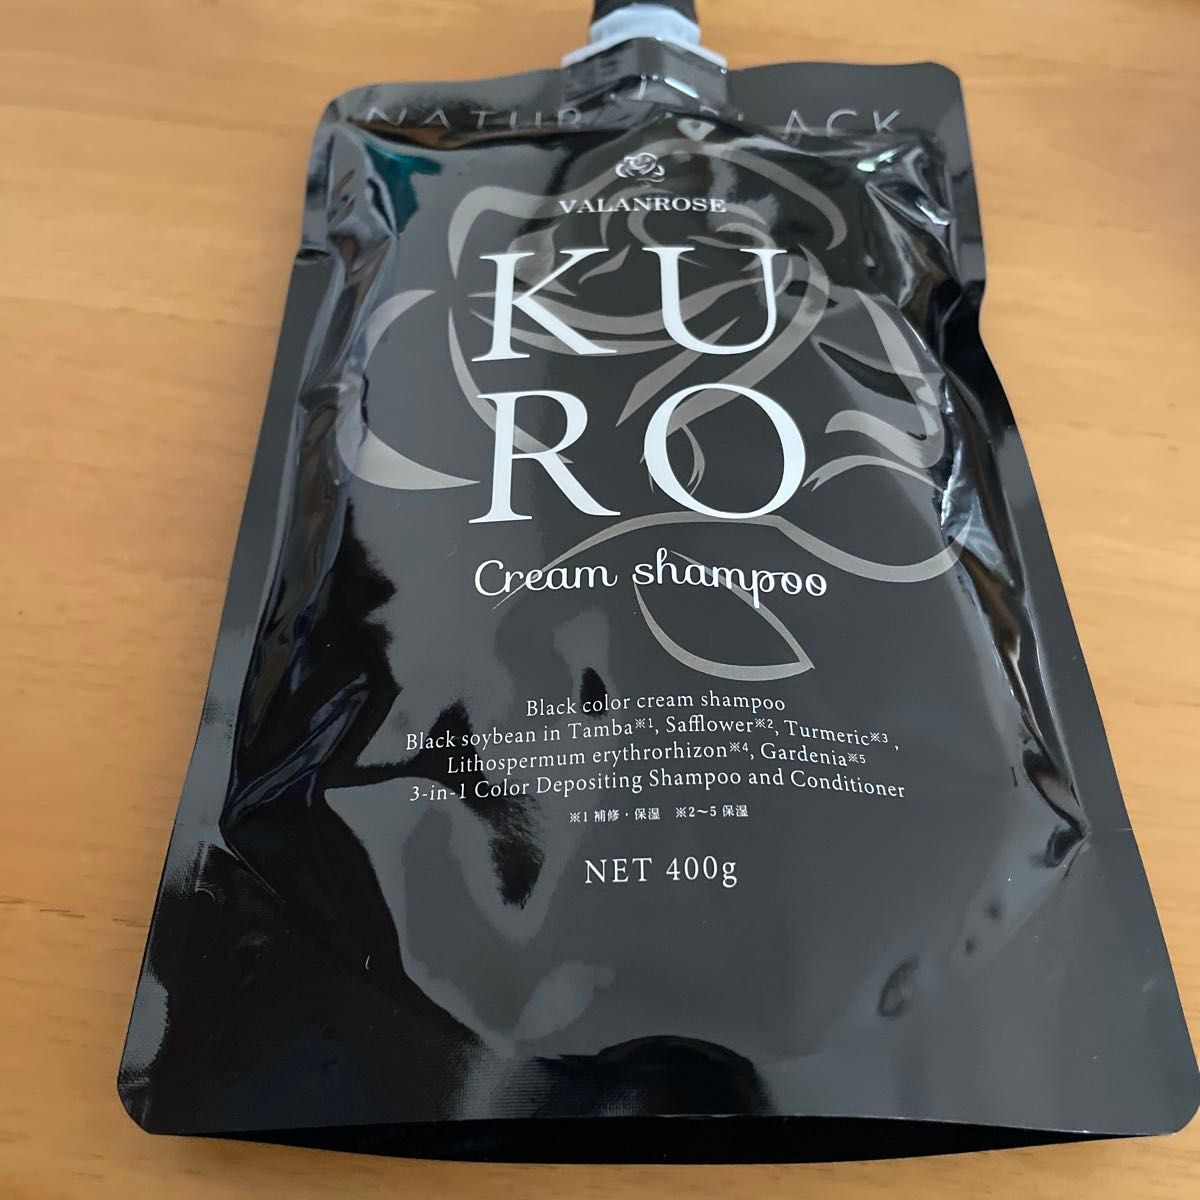 NATURAL BLACK
VALANROSE
KU
RO
Cream shampoo
Black color cream shampoo
Black soybean in Tamba※1, Safflower※2, Turmeric※3 ,
Lithospermum erythrorhizon※4, Gardenia※5
3-in-1 Color Depositing Shampoo and Conditioner
※1 補修・保湿 ※2〜5 保湿
NET 400g